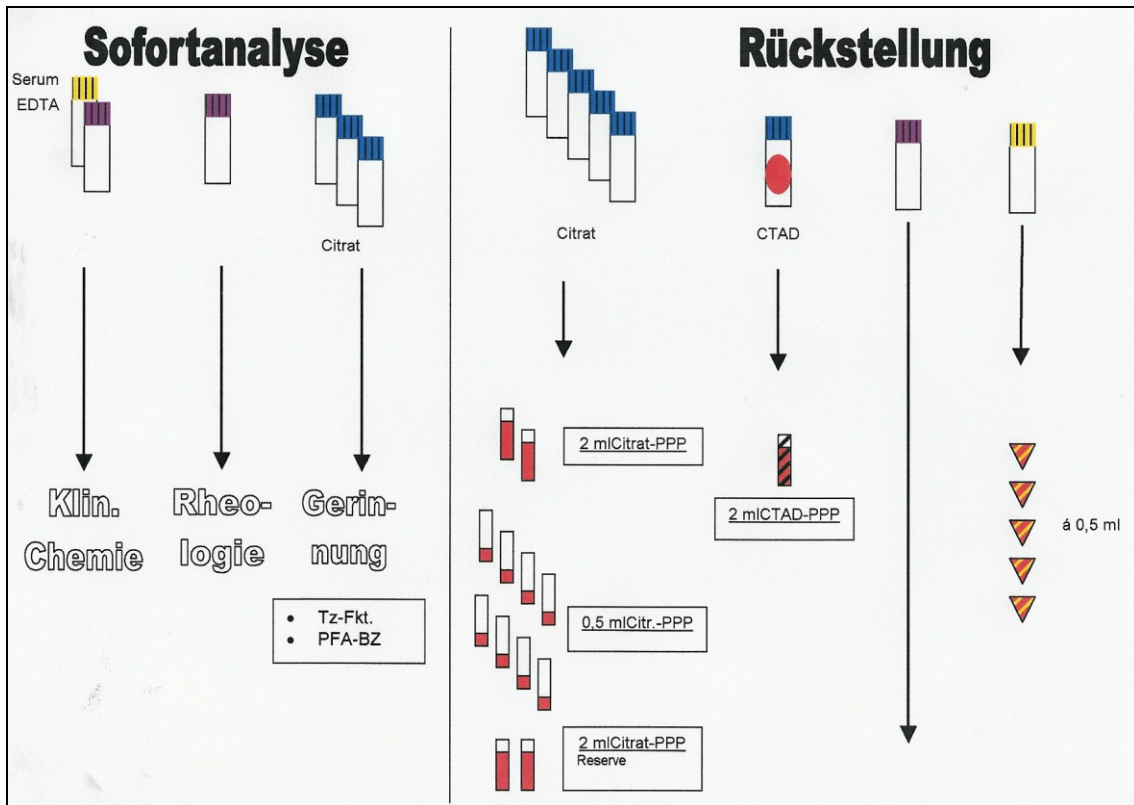 Sofortanalyse
Serum
EDTA
Citrat
Klin.
Chemie
Rheo-
logie
Gerin-
nung
• Tz-Fkt.
• PFA-BZ
Rückstellung
Citrat
CTAD
2 mlCitrat-PPP
2 mlCTAD-PPP
á 0,5 ml
0,5 mlCitr.-PPP
2 mlCitrat-PPP
Reserve